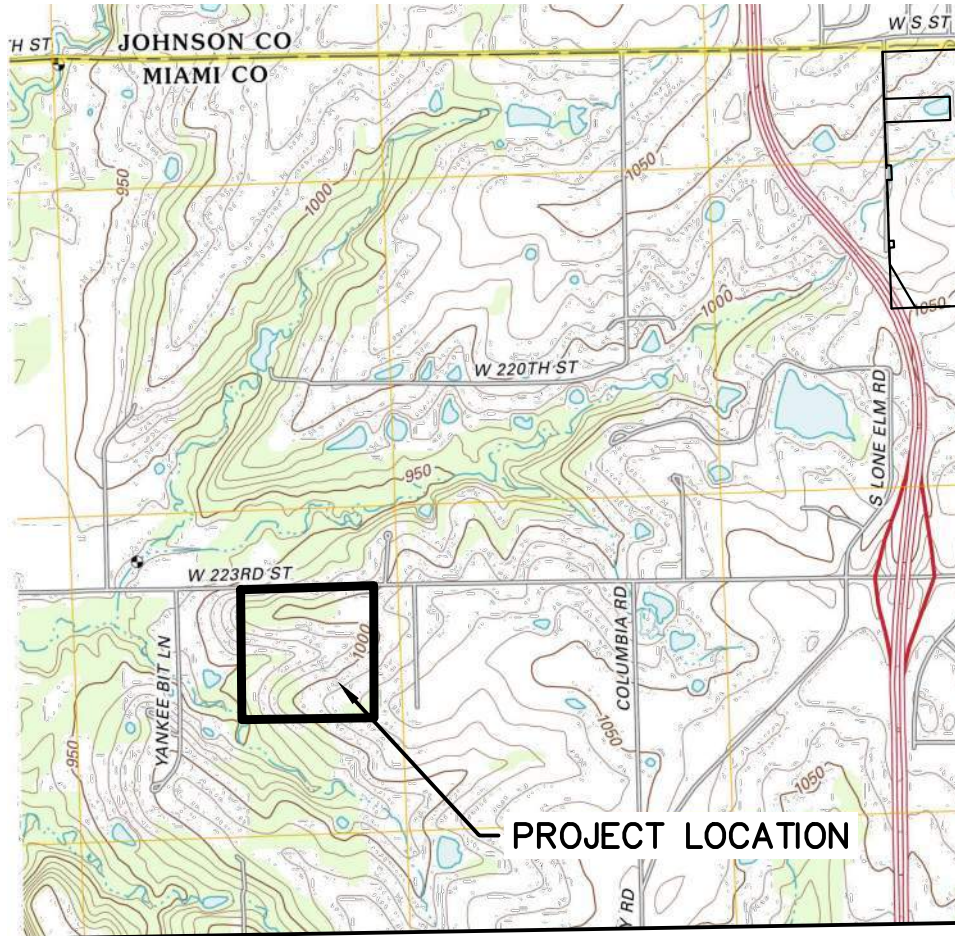 TH ST
JOHNSON CO
W S ST
MIAMI CO
950
1000
1050
1000
1050
W 220TH ST
S LONE ELM RD
950
W 223RD ST
YANKEE BIT LN
1000
COLUMBIA RD
1050
950
1050
PROJECT LOCATION
Y RD